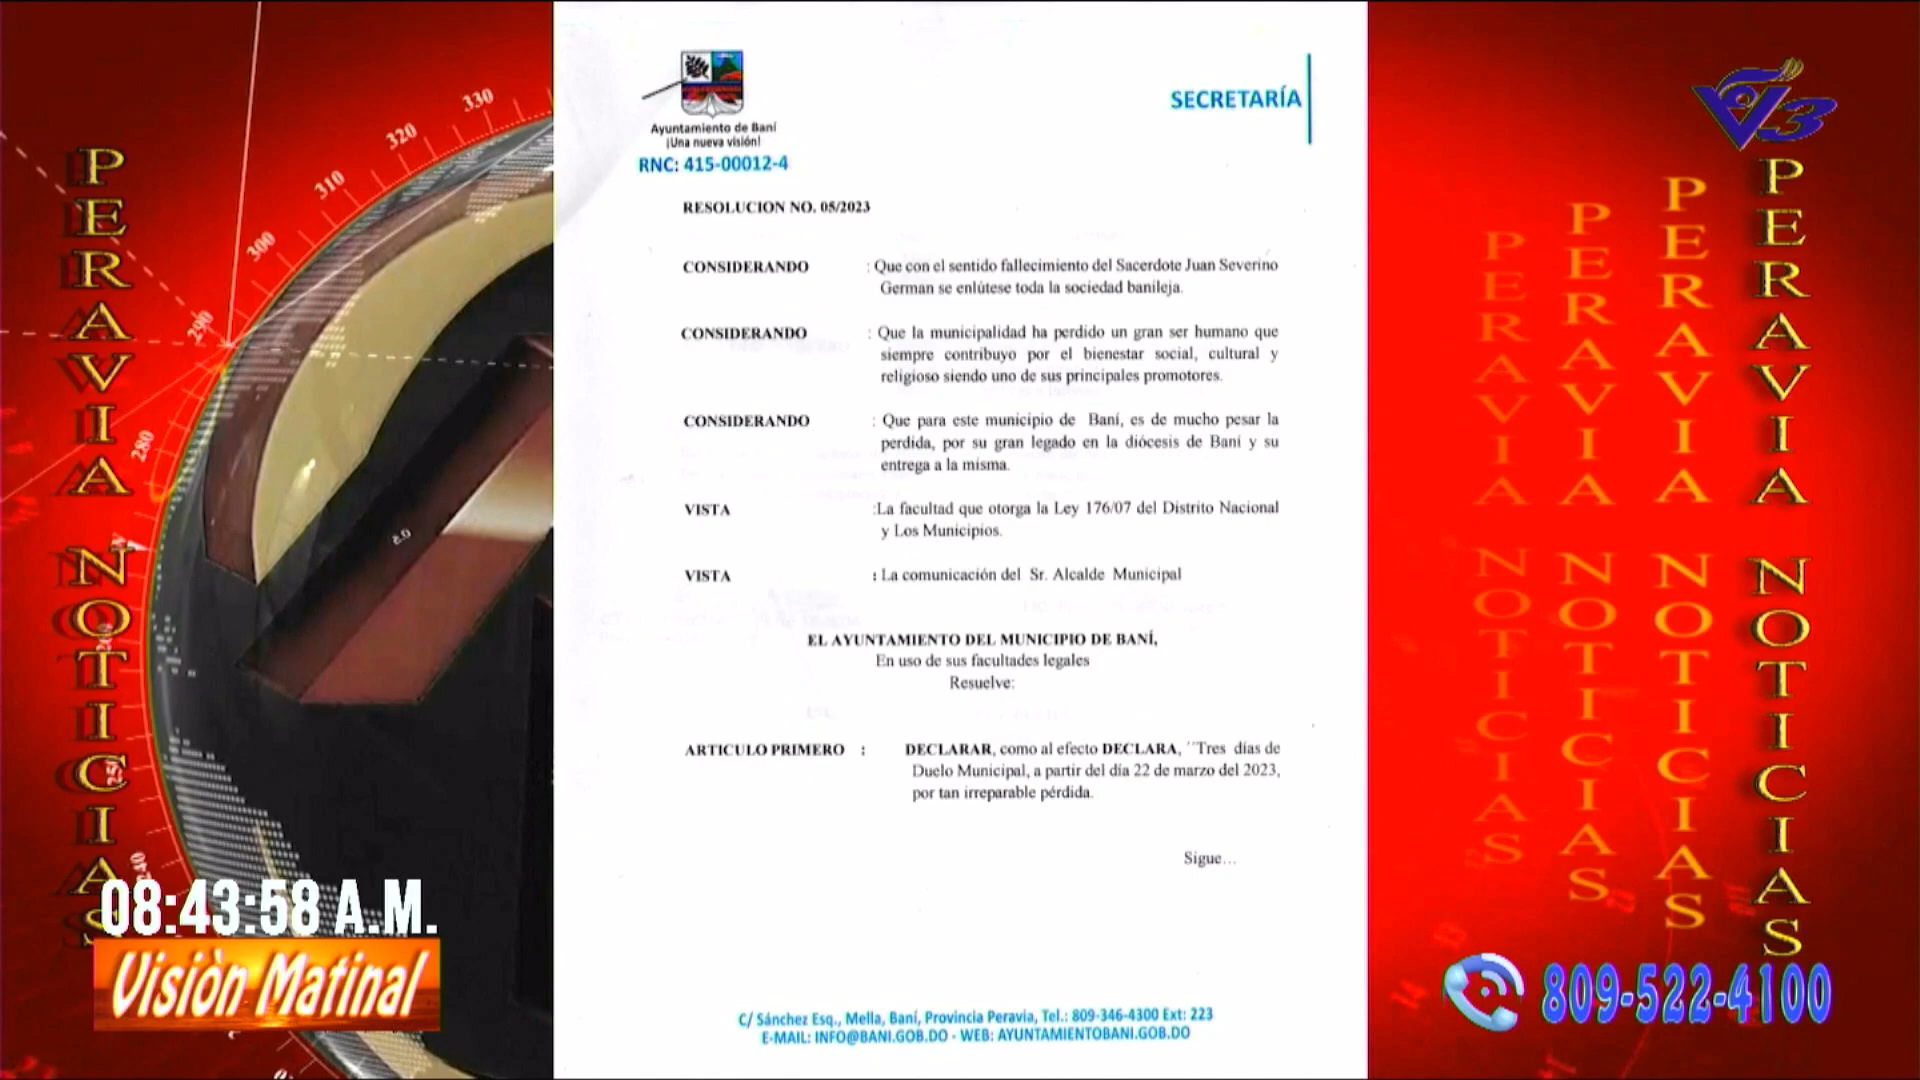 PERAVIA NOTICIAS
330
320
310
300
290
280
240
Ayuntamiento de Baní
¡Una nueva visión!
RNC: 415-00012-4
SECRETARÍA
RESOLUCION NO. 05/2023
CONSIDERANDO : Que con el sentido fallecimiento del Sacerdote Juan Severino
German se enlútese toda la sociedad banileja.
CONSIDERANDO : Que la municipalidad ha perdido un gran ser humano que
siempre contribuyo por el bienestar social, cultural y
religioso siendo uno de sus principales promotores.
CONSIDERANDO : Que para este municipio de Baní, es de mucho pesar la
perdida, por su gran legado en la diócesis de Baní y su
entrega a la misma.
VISTA :La facultad que otorga la Ley 176/07 del Distrito Nacional
y Los Municipios.
VISTA : La comunicación del Sr. Alcalde Municipal
EL AYUNTAMIENTO DEL MUNICIPIO DE BANÍ,
En uso de sus facultades legales
Resuelve:
ARTICULO PRIMERO : DECLARAR, como al efecto DECLARA, ´´Tres días de
Duelo Municipal, a partir del día 22 de marzo del 2023,
por tan irreparable pérdida.
Sigue...
C/ Sánchez Esq., Mella, Baní, Provincia Peravia, Tel.: 809-346-4300 Ext: 223
E-MAIL: INFO@BANI.GOB.DO - WEB: AYUNTAMIENTOBANI.GOB.DO
08:43:58 A.M.
Visiòn Matinal
PERAVIA NOTICIAS
PERAVIA NOTICIAS
PERAVIA NOTICIAS
PERAVIA NOTICIAS
809-522-4100